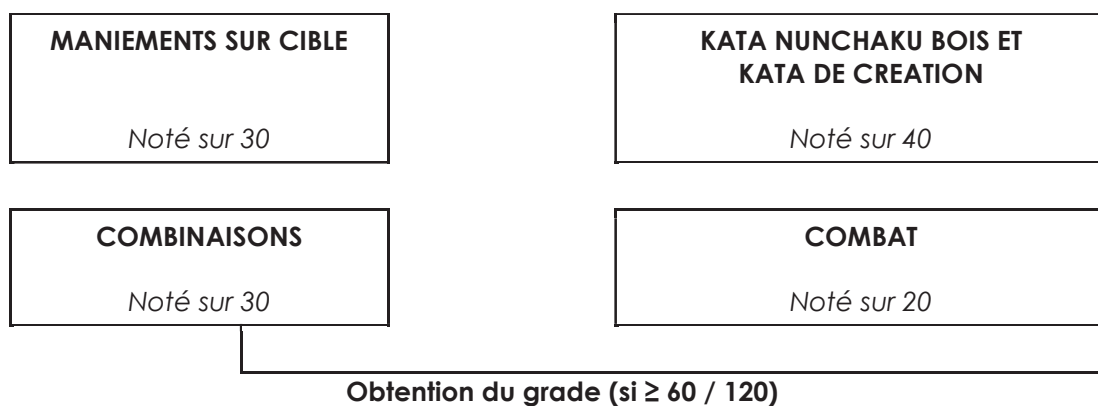 MANIEMENTS SUR CIBLE
Noté sur 30
KATA NUNCHAKU BOIS ET
KATA DE CREATION
Noté sur 40
COMBINAISONS
Noté sur 30
COMBAT
Noté sur 20
Obtention du grade (si ≥ 60 / 120)